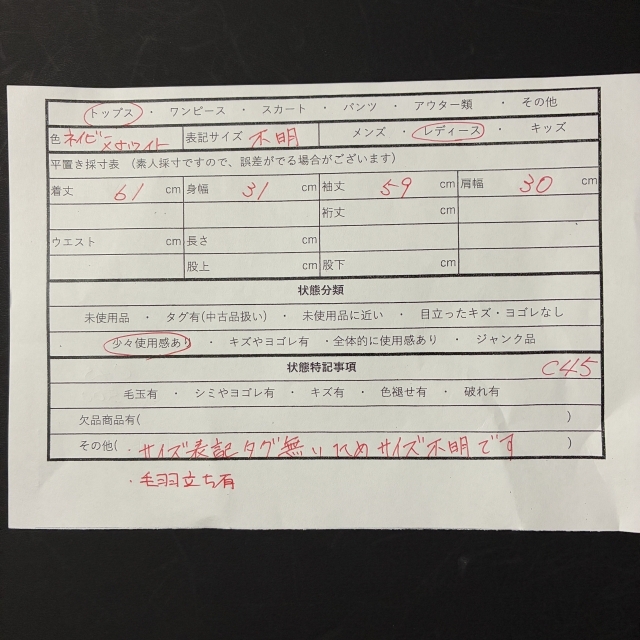 トップス ・ ワンピース ・ スカート ・ パンツ ・ アウター類 ・ その他
色 ネイビー×ホワイト 表記サイズ 不明 メンズ ・ レディース ・ キッズ
平置き採寸表 (素人採寸ですので、誤差がでる場合がございます)
着丈 61 cm 身幅 31 cm 袖丈 59 cm 肩幅 30 cm
裄丈 cm
ウエスト cm 長さ cm
股上 cm 股下 cm
状態分類
未使用品 ・ タグ有(中古品扱い) ・ 未使用品に近い ・ 目立ったキズ・ヨゴレなし
・ 少々使用感あり ・ キズやヨゴレ有 ・全体的に使用感あり ・ ジャンク品
状態特記事項 C45
毛玉有 ・ シミやヨゴレ有 ・ キズ有 ・ 色褪せ有 ・ 破れ有
欠品商品有( )
その他( ・サイズ表記タグ無いためサイズ不明です )
・毛羽立ち有